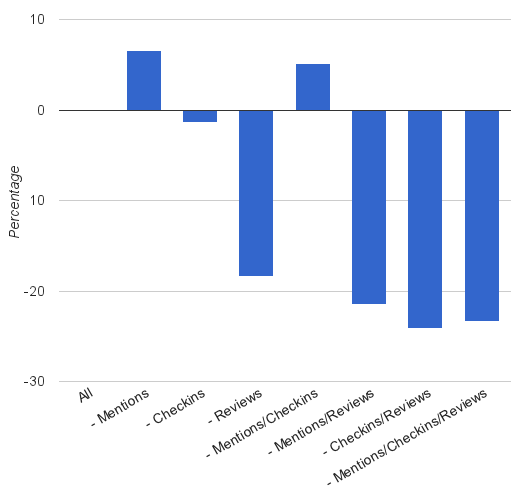 10
0
10
-20
-30
Percentage
All
- Mentions
- Checkins
- Reviews
- Mentions/Checkins
- Mentions/Reviews
- Checkins/Reviews
- Mentions/Checkins/Reviews